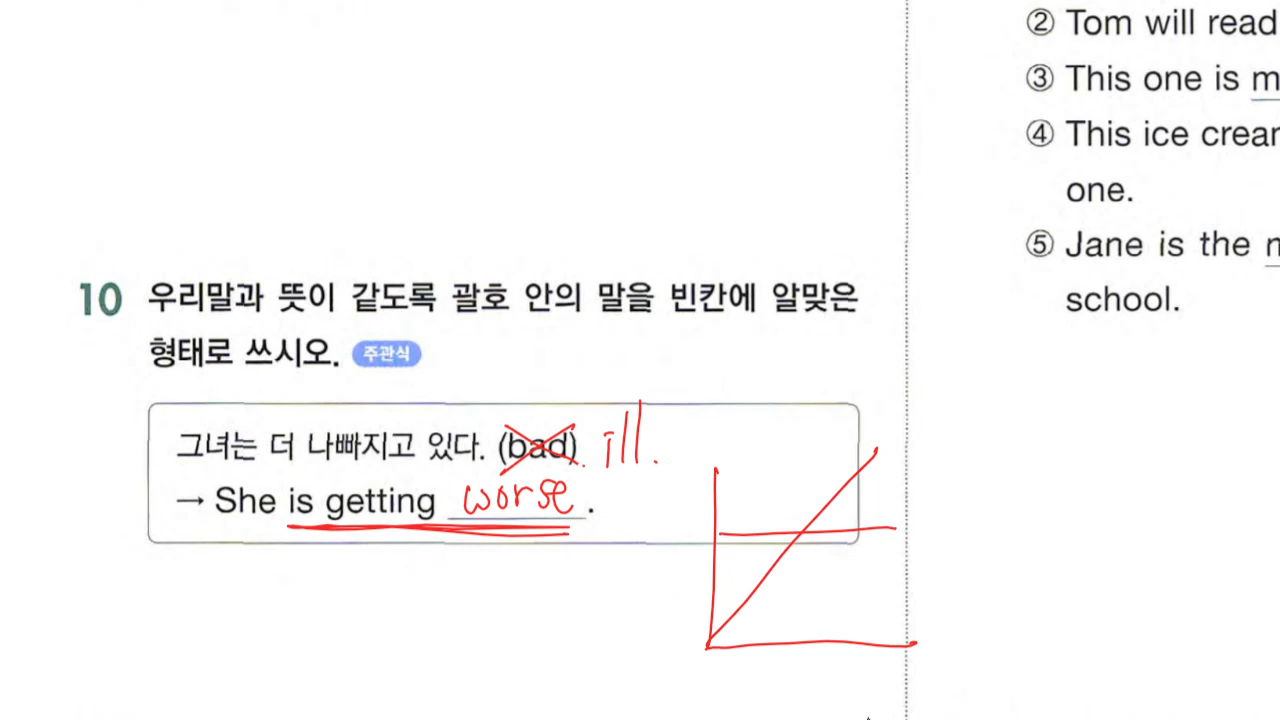 10 우리말과 뜻이 같도록 괄호 안의 말을 빈칸에 알맞은
형태로 쓰시오. 주관식
그녀는 더 나빠지고 있다. (bad). ill.
→ She is getting worse.
② Tom will read
③ This one is m
④ This ice crear
one.
⑤ Jane is the
school.